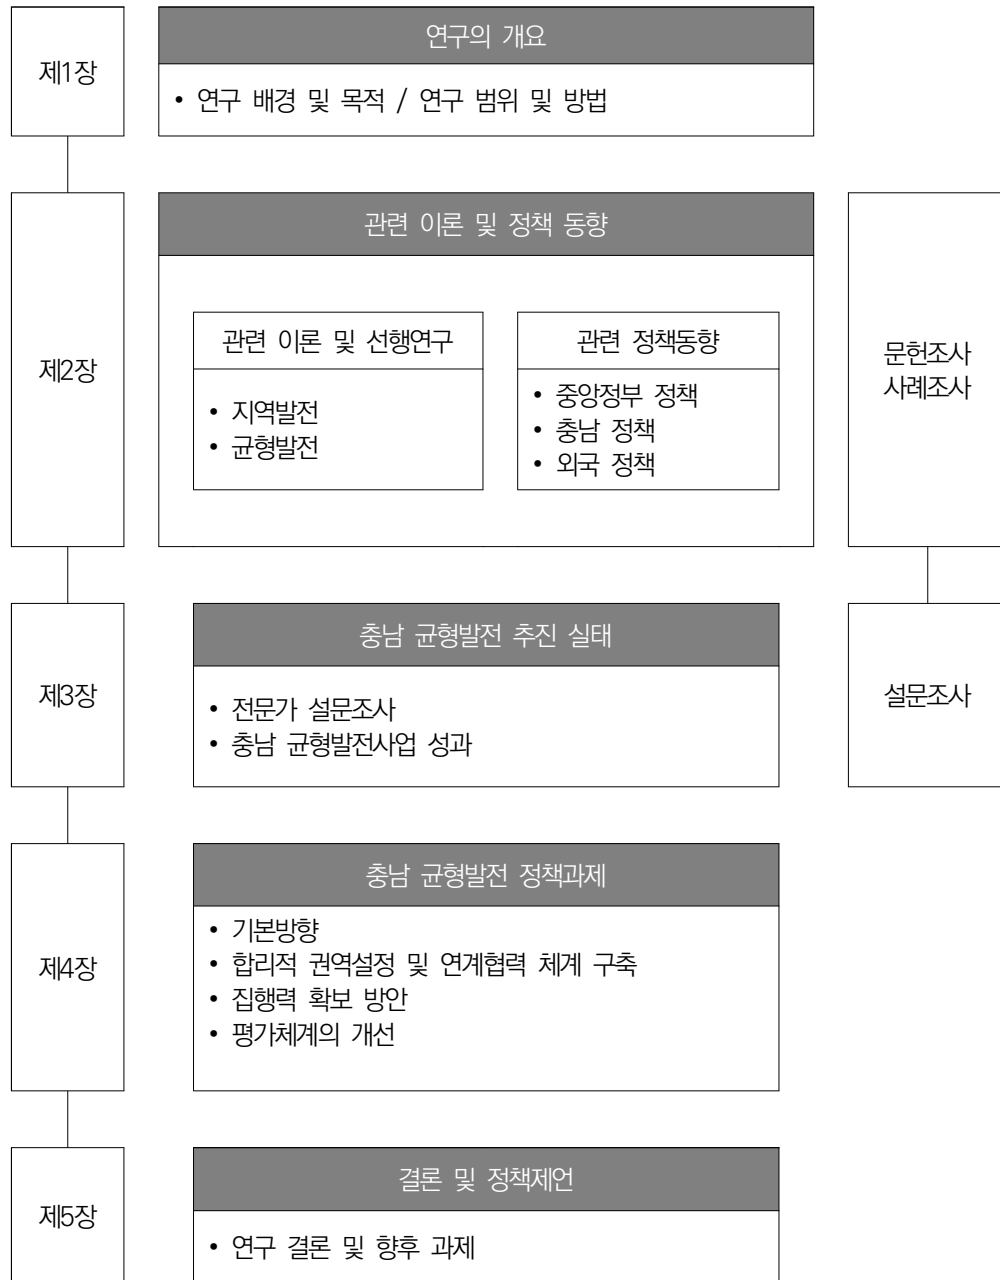 제1장
연구의 개요
• 연구 배경 및 목적 / 연구 범위 및 방법
제2장
관련 이론 및 정책 동향
관련 이론 및 선행연구
• 지역발전
• 균형발전
관련 정책동향
• 중앙정부 정책
• 충남 정책
• 외국 정책
문헌조사
사례조사
제3장
충남 균형발전 추진 실태
• 전문가 설문조사
• 충남 균형발전사업 성과
설문조사
제4장
충남 균형발전 정책과제
• 기본방향
• 합리적 권역설정 및 연계협력 체계 구축
• 집행력 확보 방안
• 평가체계의 개선
제5장
결론 및 정책제언
• 연구 결론 및 향후 과제